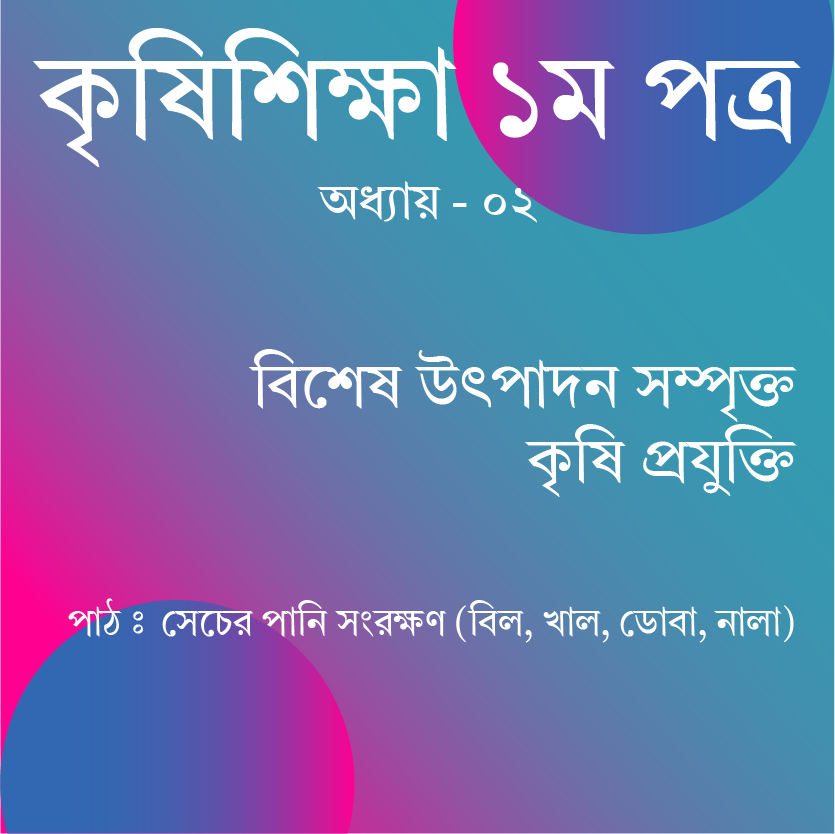 কৃষিশিক্ষা ১ম পত্র
অধ্যায় - ০২
বিশেষ উৎপাদন সম্পৃক্ত
কৃষি প্রযুক্তি
পাঠ ঃ সেচের পানি সংরক্ষণ (বিল, খাল, ডোবা, নালা)